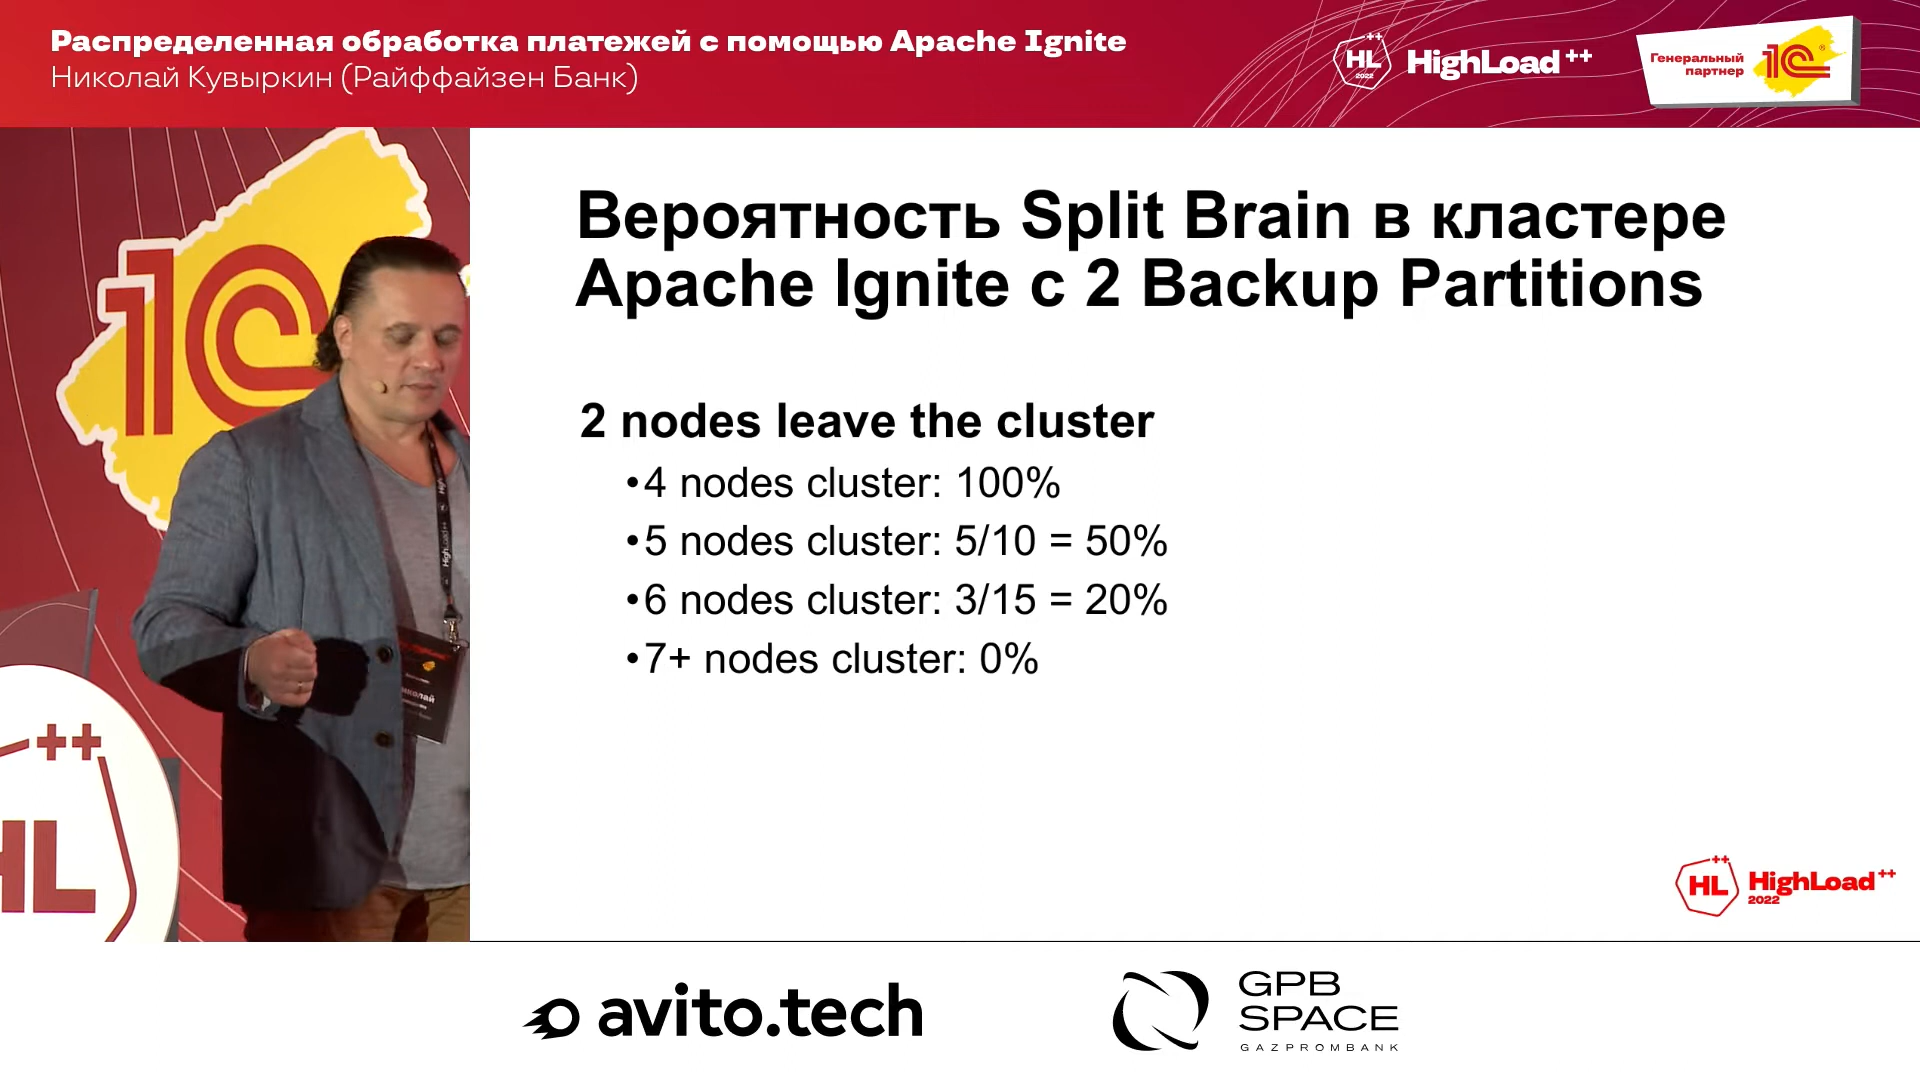 Распределенная обработка платежей с помощью Apache Ignite
Николай Кувыркин (Райффайзен Банк)
HL
++
2022
HighLoad++
Генеральный
партнер
1С
®
Вероятность Split Brain в кластере
Apache Ignite с 2 Backup Partitions
2 nodes leave the cluster
•4 nodes cluster: 100%
•5 nodes cluster: 5/10 = 50%
•6 nodes cluster: 3/15 = 20%
•7+ nodes cluster: 0%
1С
++
HL
HL
++
HighLoad++
2022
avito.tech
GPB
SPACE
GAZPROMBANK